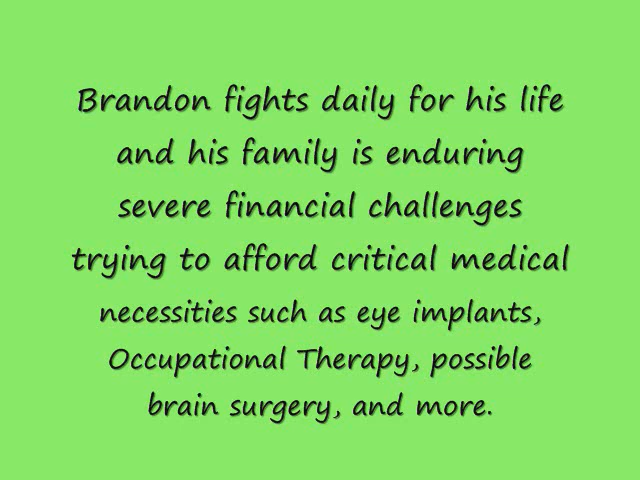 Brandon fights daily for his life
and his family is enduring
severe financial challenges
trying to afford critical medical
necessities such as eye implants,
Occupational Therapy, possible
brain surgery, and more.